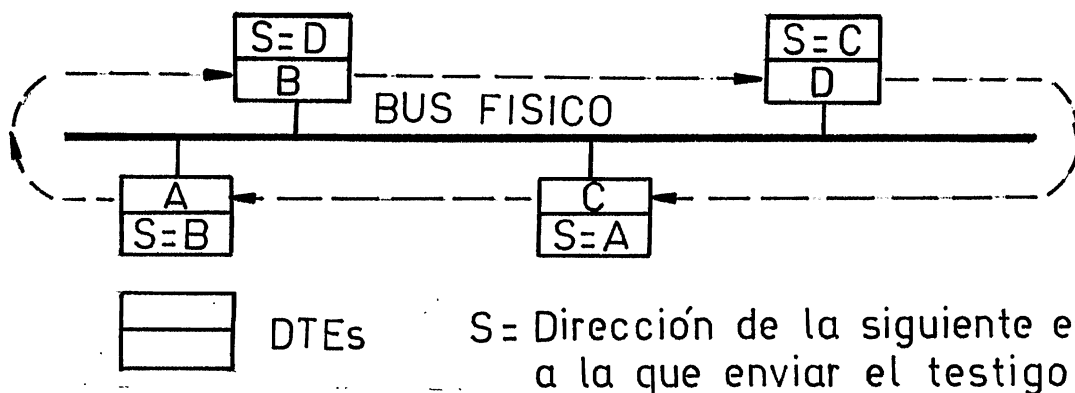 S=D
B
S=C
D
BUS FISICO
A
S=B
C
S=A
DTEs
S= Dirección de la siguiente e
a la que enviar el testigo